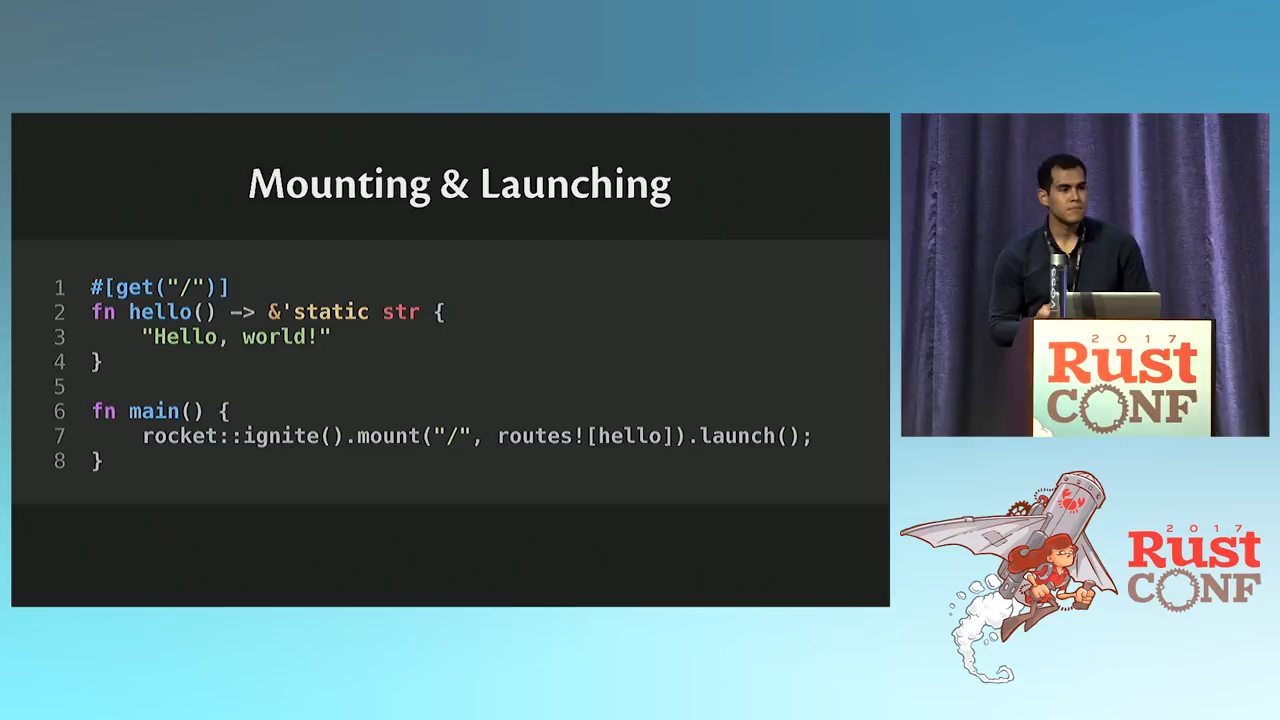 Mounting & Launching
1 #[get("/")]
2 fn hello() -> &'static str {
3     "Hello, world!"
4 }
5
6 fn main() {
7     rocket::ignite().mount("/", routes![hello]).launch();
8 }
2017
Rust
CONF
2017
Rust
CONF